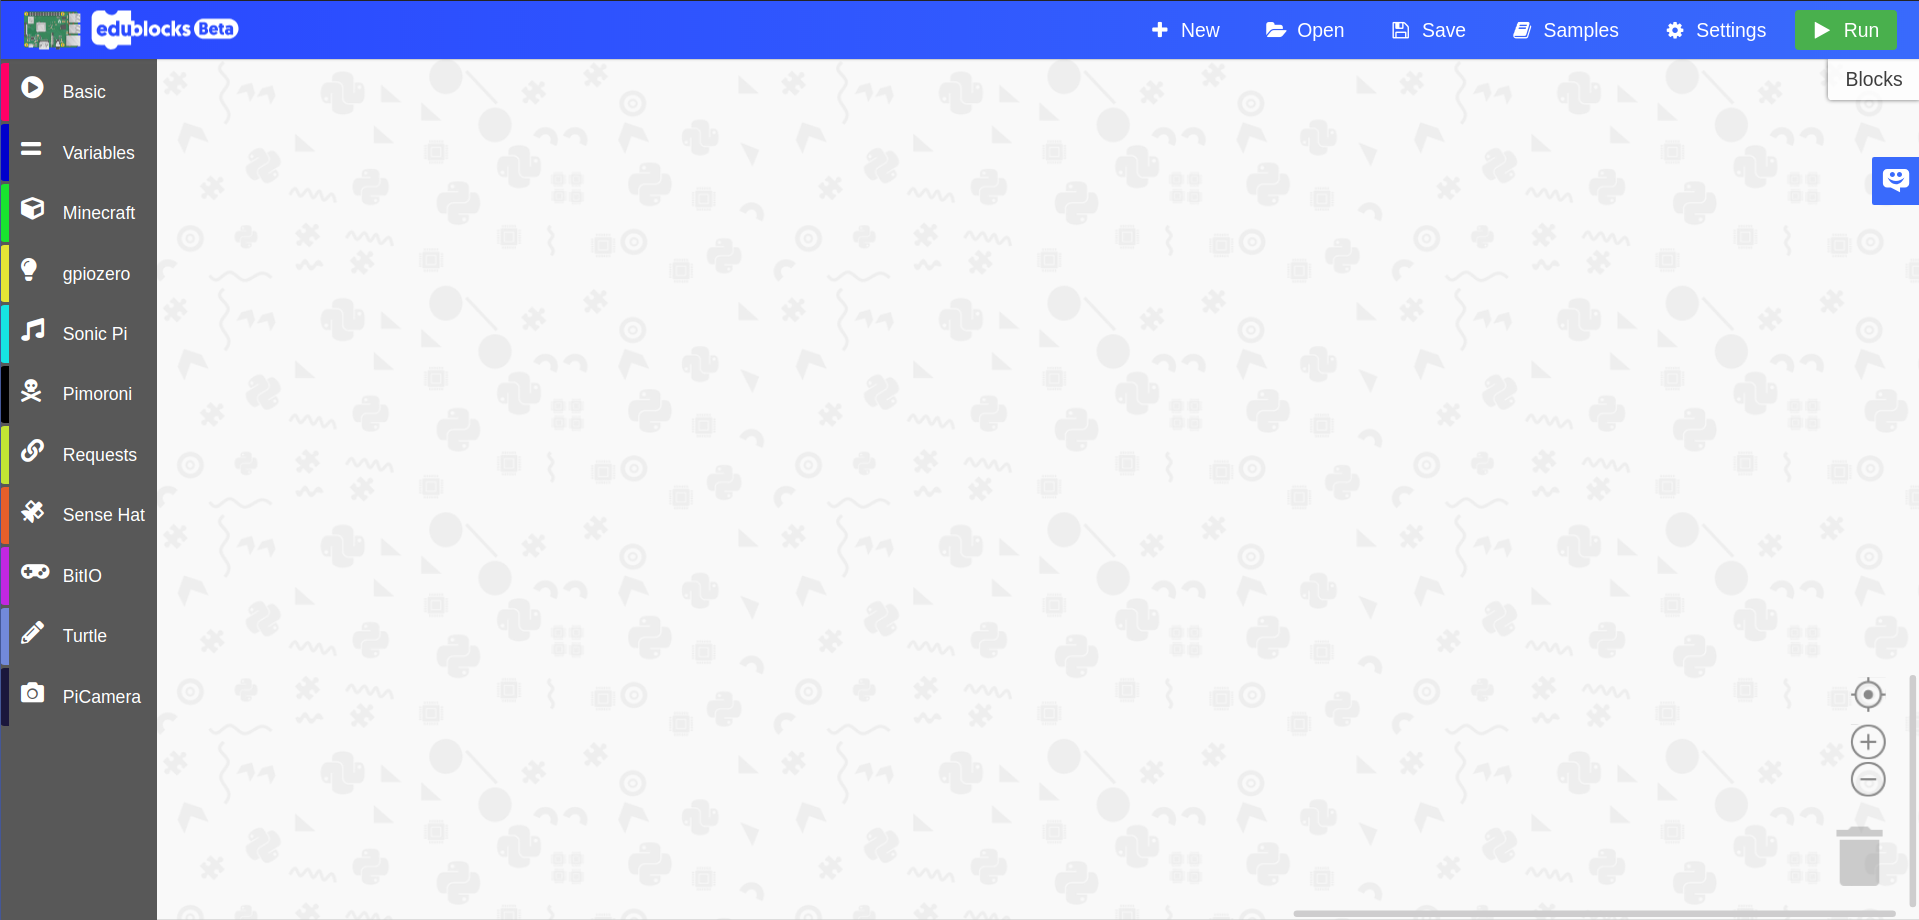 edublocks Beta
New
Open
Save
Samples
Settings
Run
Blocks
Basic
Variables
Minecraft
gpiozero
Sonic Pi
Pimoroni
Requests
Sense Hat
BitIO
Turtle
PiCamera